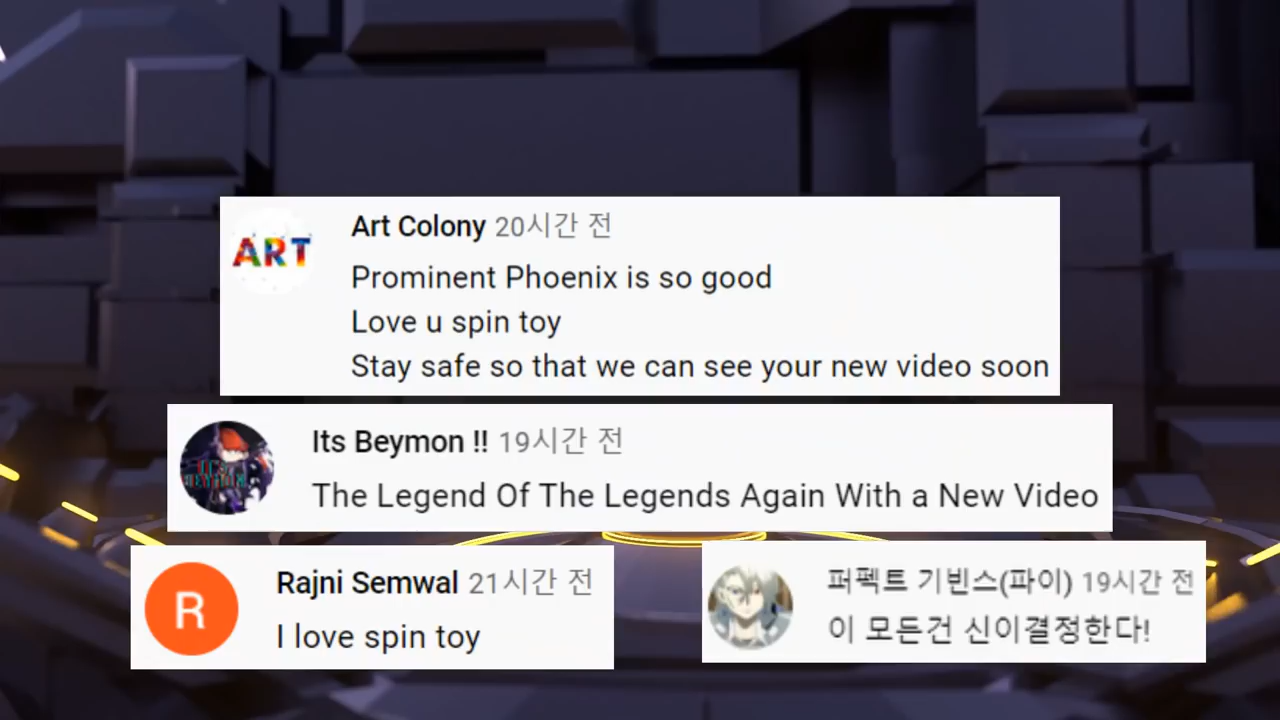 ART
Art Colony 20시간 전
Prominent Phoenix is so good
Love u spin toy
Stay safe so that we can see your new video soon
Its Beymon !! 19시간 전
The Legend Of The Legends Again With a New Video
R
Rajni Semwal 21시간 전
I love spin toy
퍼펙트 기빈스(파이) 19시간 전
이 모든건 신이결정한다!